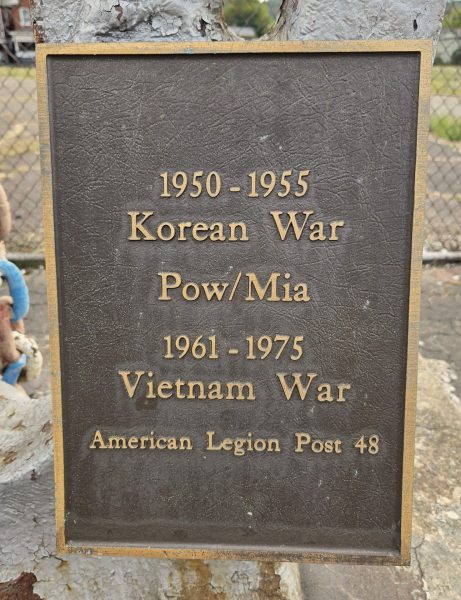 1950 - 1955
Korean War
Pow/Mia
1961 - 1975
Vietnam War
American Legion Post 48